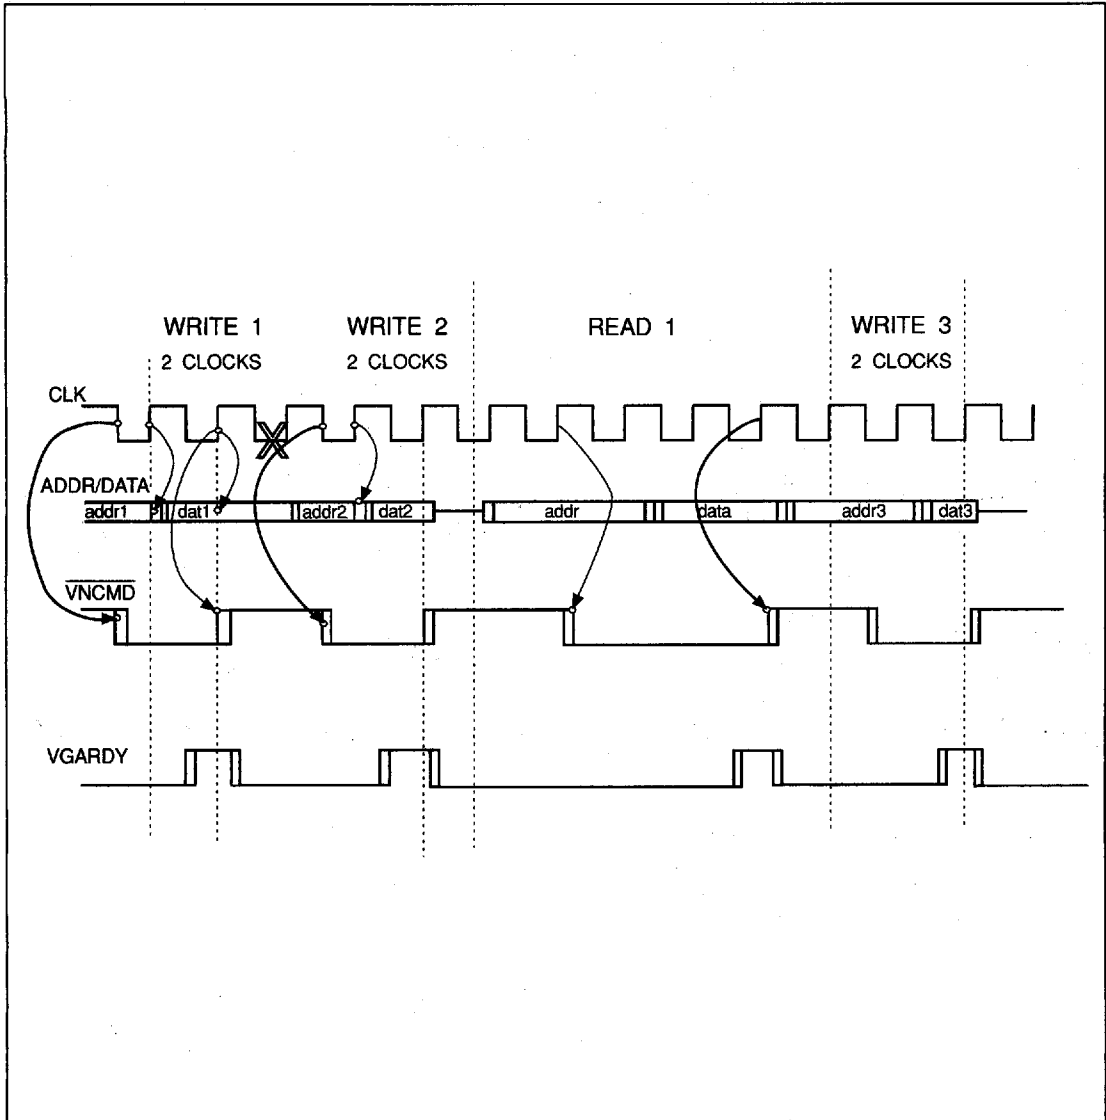 WRITE 1
2 CLOCKS
WRITE 2
2 CLOCKS
READ 1
WRITE 3
2 CLOCKS
CLK
ADDR/DATA
addr1
dat1
addr2
dat2
addr
data
addr3
dat3
VNCMD
VGARDY